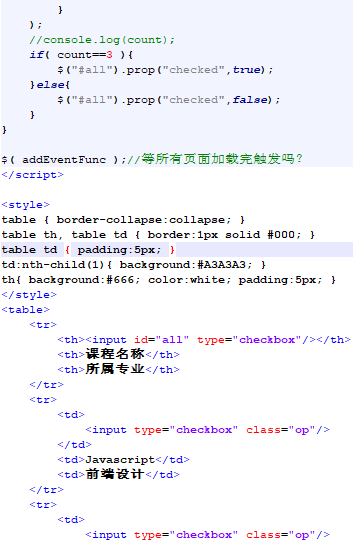 }
);
//console.log(count);
if( count==3 ){
$("#all").prop("checked",true);
}else{
$("#all").prop("checked",false);
}
}
$( addEventFunc );//等所有页面加载完触发吗?
</script>
<style>
table { border-collapse:collapse; }
table th, table td { border:1px solid #000; }
table td { padding:5px; }
td:nth-child(1){ background:#A3A3A3; }
th{ background:#666; color:white; padding:5px; }
</style>
<table>
<tr>
<th><input id="all" type="checkbox"/></th>
<th>课程名称</th>
<th>所属专业</th>
</tr>
<tr>
<td>
<input type="checkbox" class="op"/>
</td>
<td>Javascript</td>
<td>前端设计</td>
</tr>
<tr>
<td>
<input type="checkbox" class="op"/>